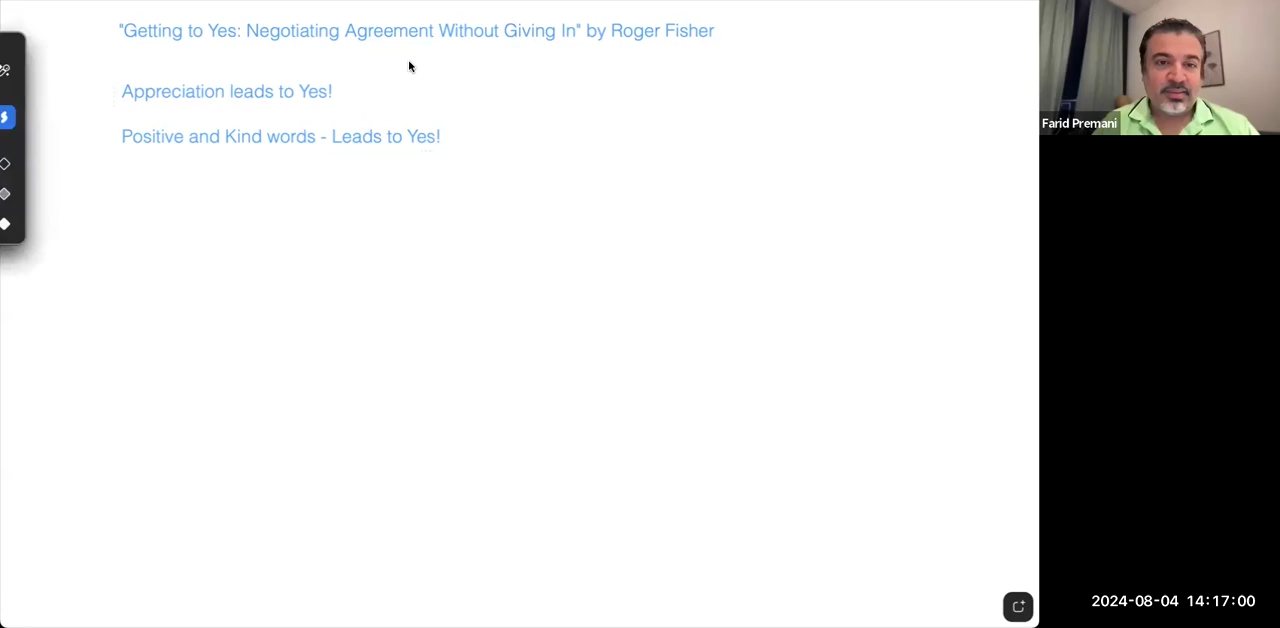 "Getting to Yes: Negotiating Agreement Without Giving In" by Roger Fisher
Appreciation leads to Yes!
Positive and Kind words - Leads to Yes!
Farid Premani
2024-08-04 14:17:00